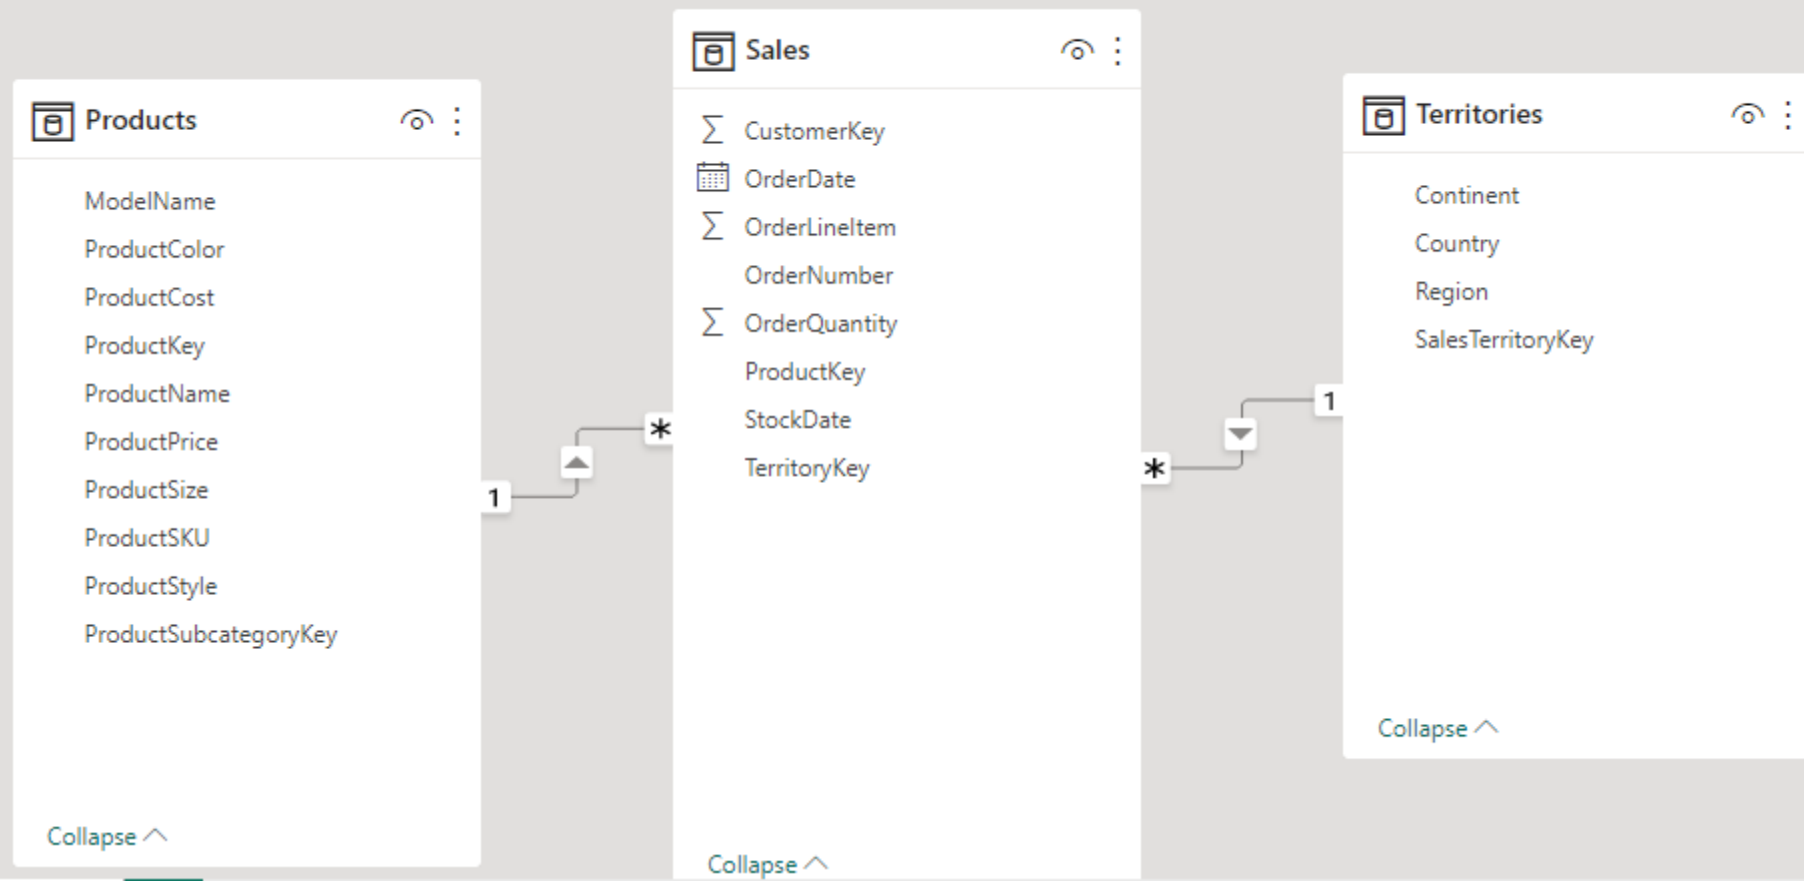 Products
ModelName
ProductColor
ProductCost
ProductKey
ProductName
ProductPrice
ProductSize
ProductSKU
ProductStyle
ProductSubcategoryKey
Collapse
1
*
Sales
CustomerKey
OrderDate
OrderLineItem
OrderNumber
OrderQuantity
ProductKey
StockDate
TerritoryKey
Collapse
*
1
Territories
Continent
Country
Region
SalesTerritoryKey
Collapse